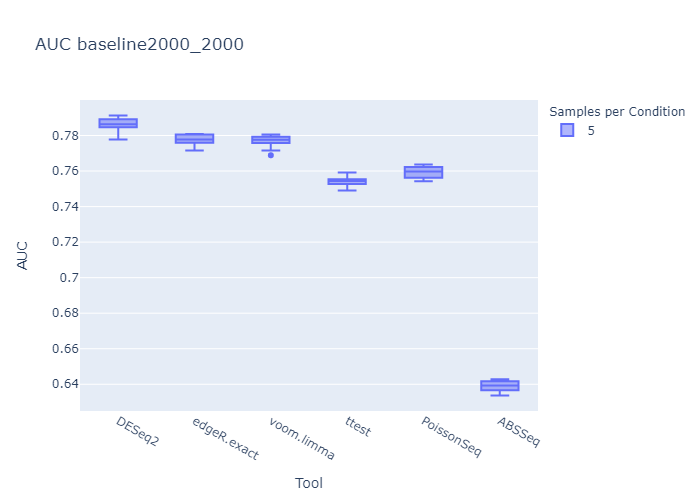 AUC baseline2000_2000
Samples per Condition
5
AUC
0.78
0.76
0.74
0.72
0.7
0.68
0.66
0.64
DESeq2
edgeR.exact
voom.limma
ttest
PoissonSeq
ABSSeq
Tool